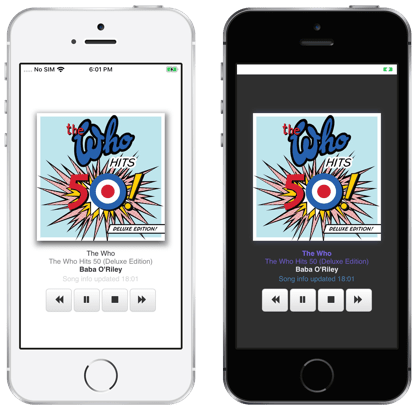 No SIM
6:01 PM
the
Who
HITS
50!
DELUXE EDITION!
The Who
The Who Hits 50 (Deluxe Edition)
Baba O'Riley
Song info updated 18:01
the
Who
HITS
50!
DELUXE EDITION!
The Who
The Who Hits 50 (Deluxe Edition)
Baba O'Riley
Song info updated 18:01